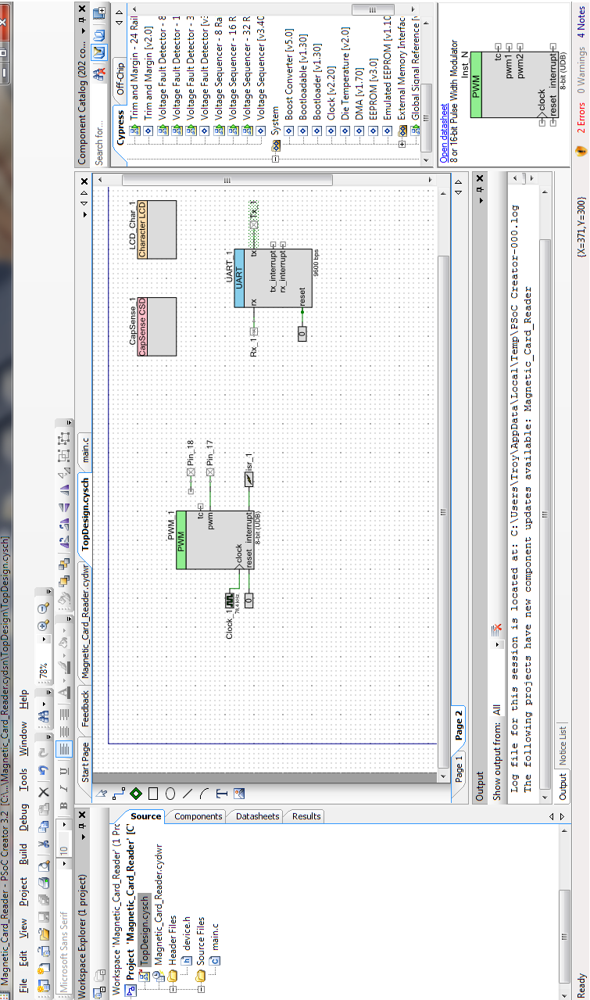 Magnetic_Card_Reader - PSoC Creator 3.2 [C:\...\Magnetic_Card_Reader.cydsn\TopDesign\TopDesign.cysch]
File Edit View Project Build Debug Tools Window Help
78%
Microsoft Sans Serif 10 B I U A
Workspace Explorer (1 project)
Workspace 'Magnetic_Card_Reader' (1 Prc
Project 'Magnetic_Card_Reader' [C
TopDesign.cysch
Magnetic_Card_Reader.cydwr
Header Files
device.h
Source Files
main.c
Source
Components
Datasheets
Results
Start Page Feedback Magnetic_Card_Reader.cydwr TopDesign.cysch main.c
PWM_1
PWM
tc
pwm
clock
reset interrupt
8-bit (UDB)
Clock_1
78.4 kHz
0
Pin_18
Pin_17
isr_1
CapSense_1
CapSense CSD
LCD_Char_1
Character LCD
UART_1
UART
rx tx
Rx_1
Tx_1
tx_interrupt
rx_interrupt
reset
0
9600 bps
Page 1 Page 2
Component Catalog (202 co...
Search for...
Cypress Off-Chip
Trim and Margin - 24 Rail
Trim and Margin [v2.0]
Voltage Fault Detector - 8
Voltage Fault Detector - 1
Voltage Fault Detector - 3
Voltage Fault Detector [v:
Voltage Sequencer - 8 Ra
Voltage Sequencer - 16 R
Voltage Sequencer - 32 R
Voltage Sequencer [v3.40
System
Boost Converter [v5.0]
Bootloadable [v1.30]
Bootloader [v1.30]
Clock [v2.20]
Die Temperature [v2.0]
DMA [v1.70]
EEPROM [v3.0]
Emulated EEPROM [v1.10
External Memory Interfac
Global Signal Reference [
Open datasheet
8 or 16-bit Pulse Width Modulator
Inst_N
PWM
tc
pwm1
pwm2
clock
reset interrupt
8-bit (UDB)
Output
Show output from: All
Log file for this session is located at: C:\Users\Troy\AppData\Local\Temp\PSoC Creator-000.log
The following projects have new component updates available: Magnetic_Card_Reader
Output Notice List
Ready {X=371,Y=300} 2 Errors 0 Warnings 4 Notes